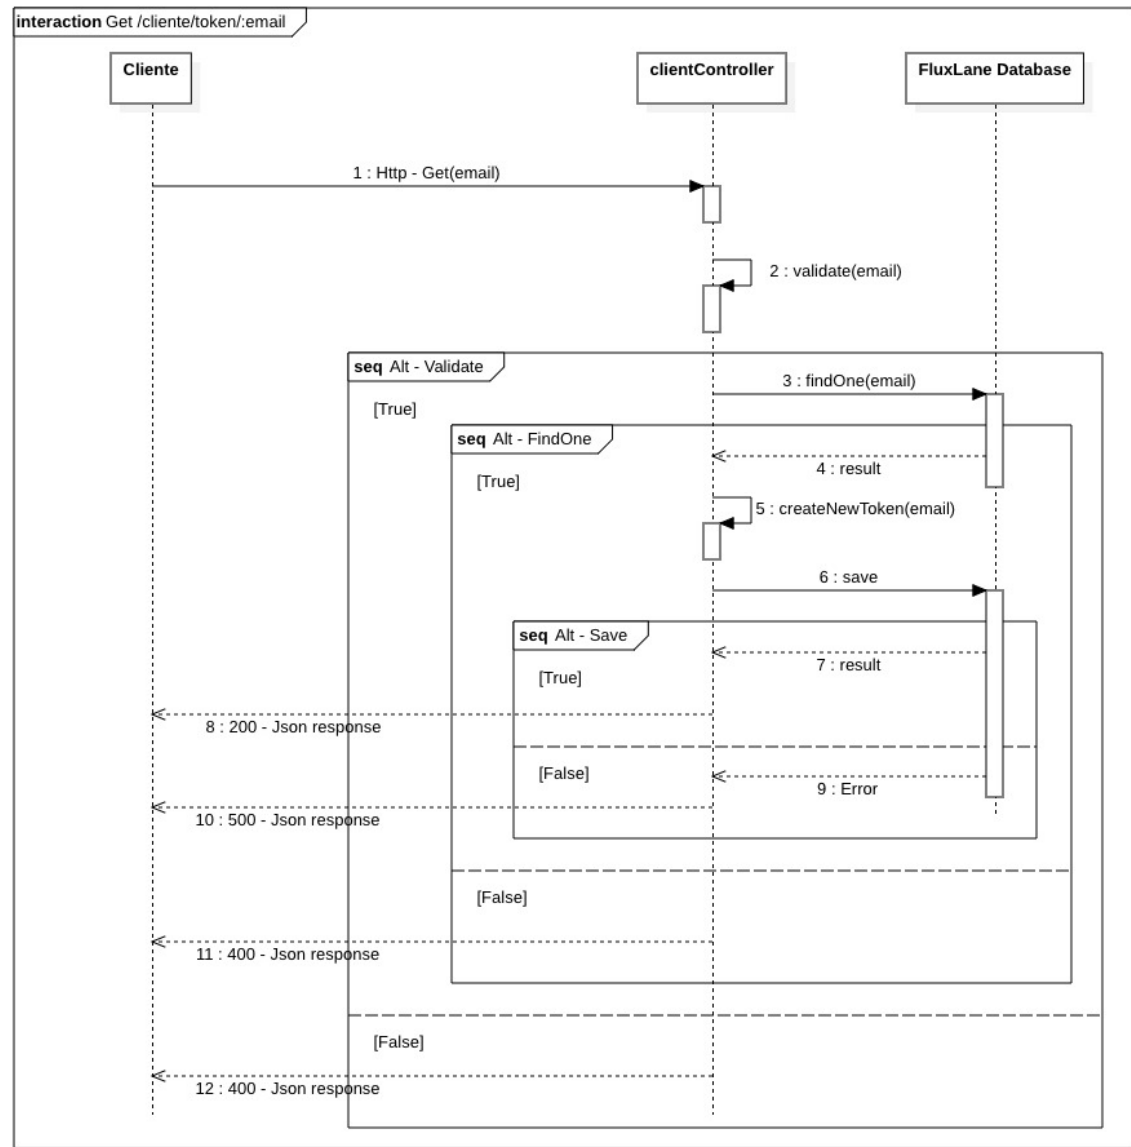 interaction Get /cliente/token/:email
Cliente
clientController
FluxLane Database
1 : Http - Get(email)
2 : validate(email)
seq Alt - Validate
3 : findOne(email)
[True]
seq Alt - FindOne
4 : result
[True]
5 : createNewToken(email)
6 : save
seq Alt - Save
7 : result
[True]
8 : 200 - Json response
[False]
9 : Error
10 : 500 - Json response
[False]
11 : 400 - Json response
[False]
12 : 400 - Json response